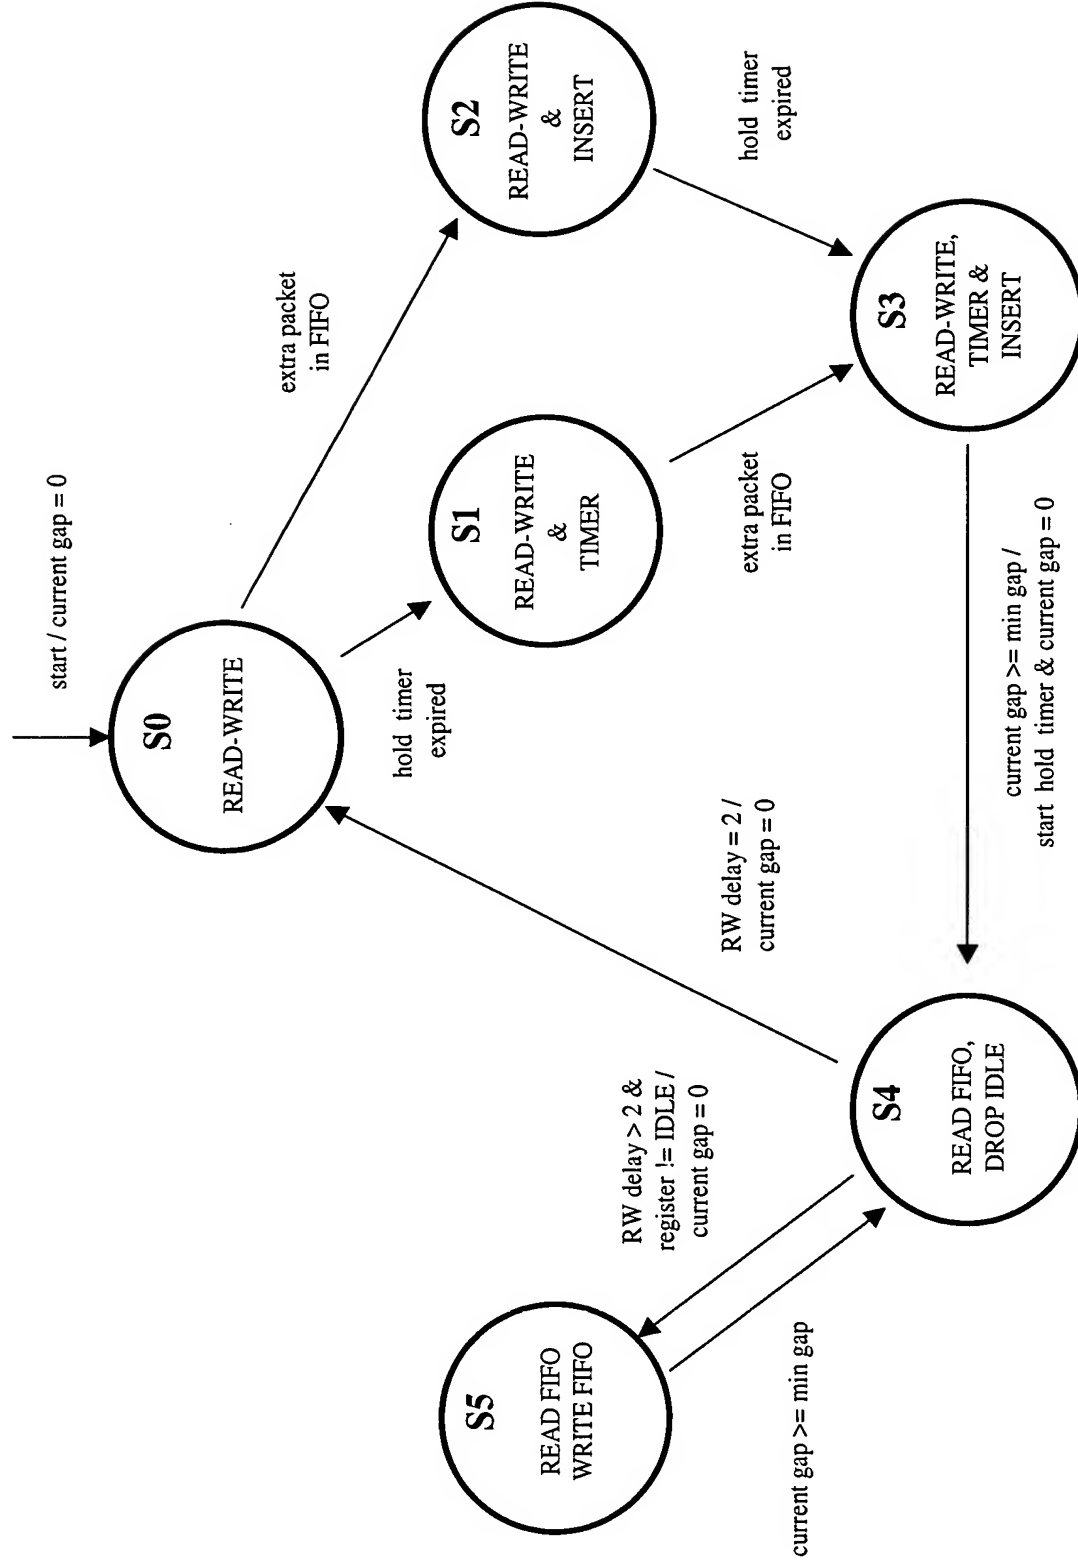 start / current gap = 0
S0
READ-WRITE
extra packet
in FIFO
hold timer
expired
S2
READ-WRITE
&
INSERT
S1
READ-WRITE
&
TIMER
hold timer
expired
extra packet
in FIFO
S3
READ-WRITE,
TIMER &
INSERT
RW delay = 2 /
current gap = 0
current gap >= min gap /
start hold timer & current gap = 0
RW delay > 2 &
register != IDLE /
current gap = 0
S4
READ FIFO,
DROP IDLE
S5
READ FIFO
WRITE FIFO
current gap >= min gap